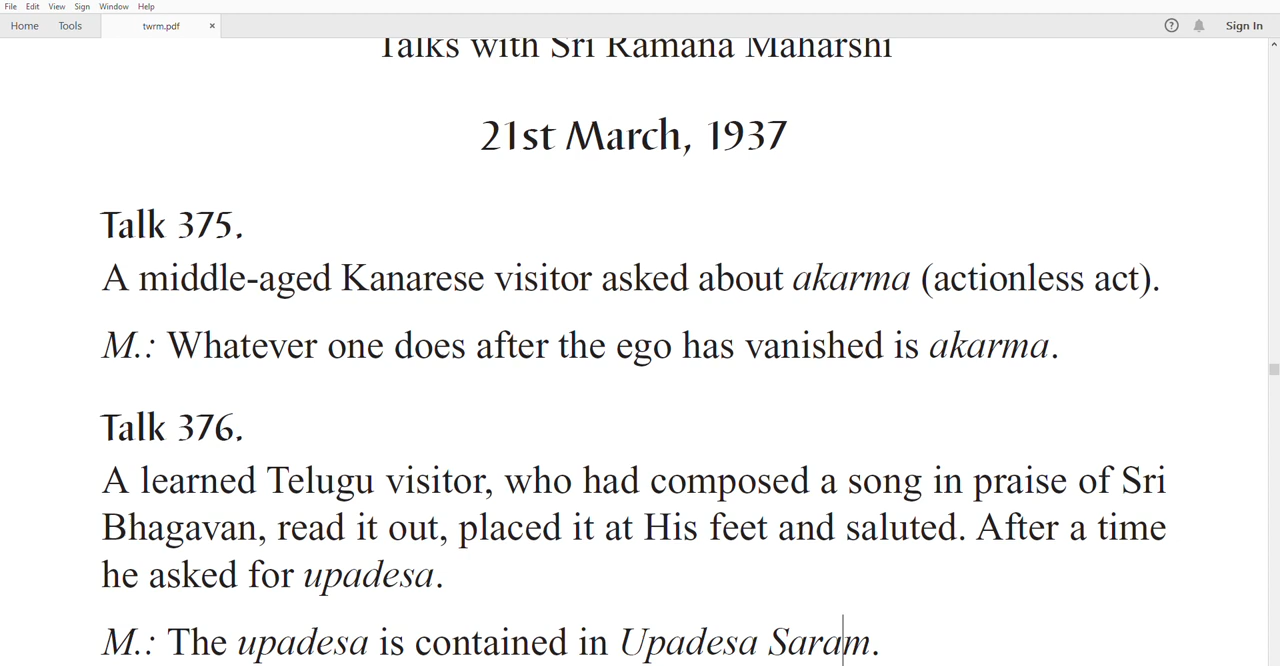 File Edit View Sign Window Help
Home Tools twrm.pdf × ? Sign In
Talks with Sri Ramana Maharshi
21st March, 1937
Talk 375.
A middle-aged Kanarese visitor asked about akarma (actionless act).
M.: Whatever one does after the ego has vanished is akarma.
Talk 376.
A learned Telugu visitor, who had composed a song in praise of Sri
Bhagavan, read it out, placed it at His feet and saluted. After a time
he asked for upadesa.
M.: The upadesa is contained in Upadesa Saram.